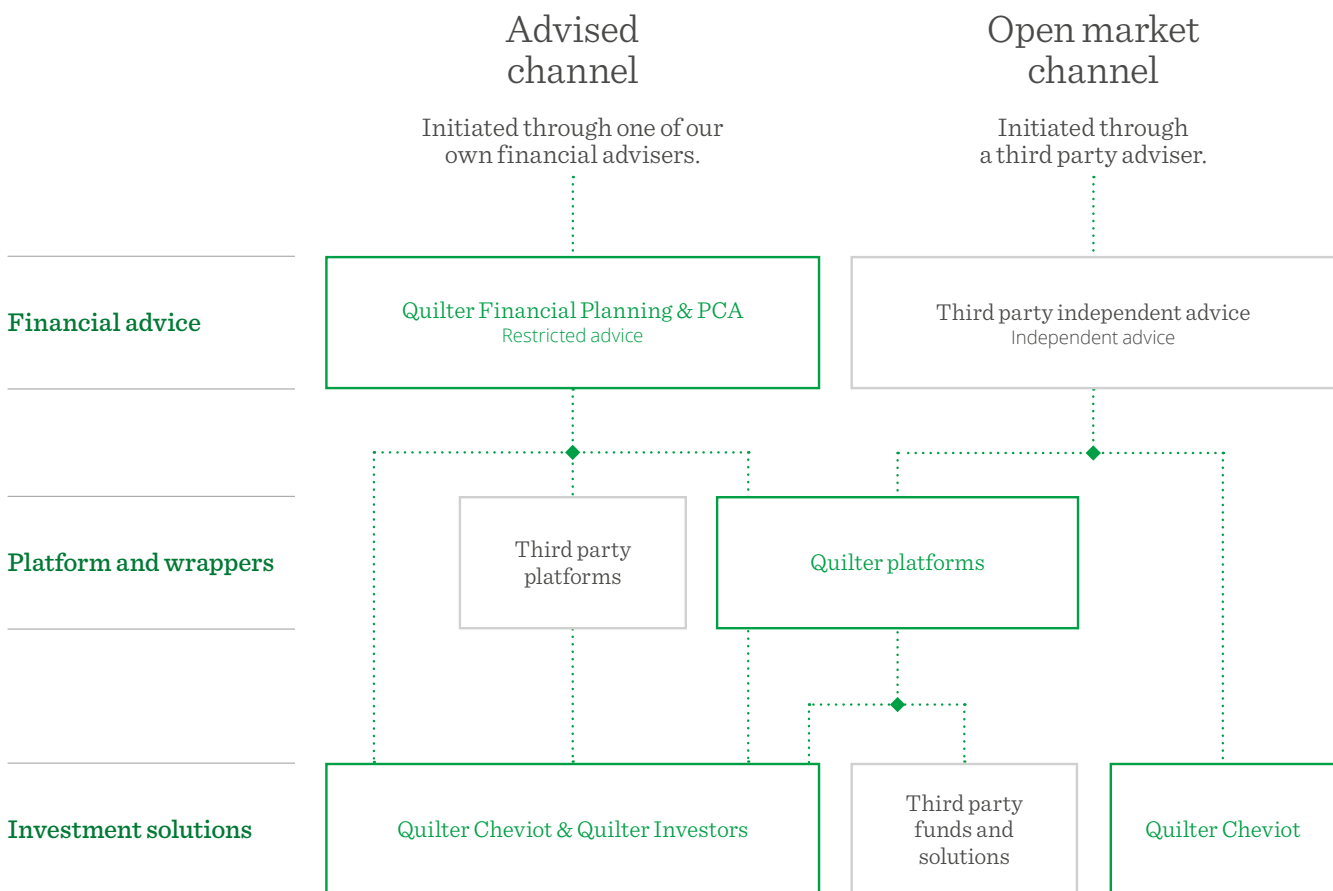 Advised
channel
Open market
channel
Initiated through one of our
own financial advisers.
Initiated through
a third party adviser.
Financial advice
Quilter Financial Planning & PCA
Restricted advice
Third party independent advice
Independent advice
Platform and wrappers
Third party
platforms
Quilter platforms
Investment solutions
Quilter Cheviot & Quilter Investors
Third party
funds and
solutions
Quilter Cheviot